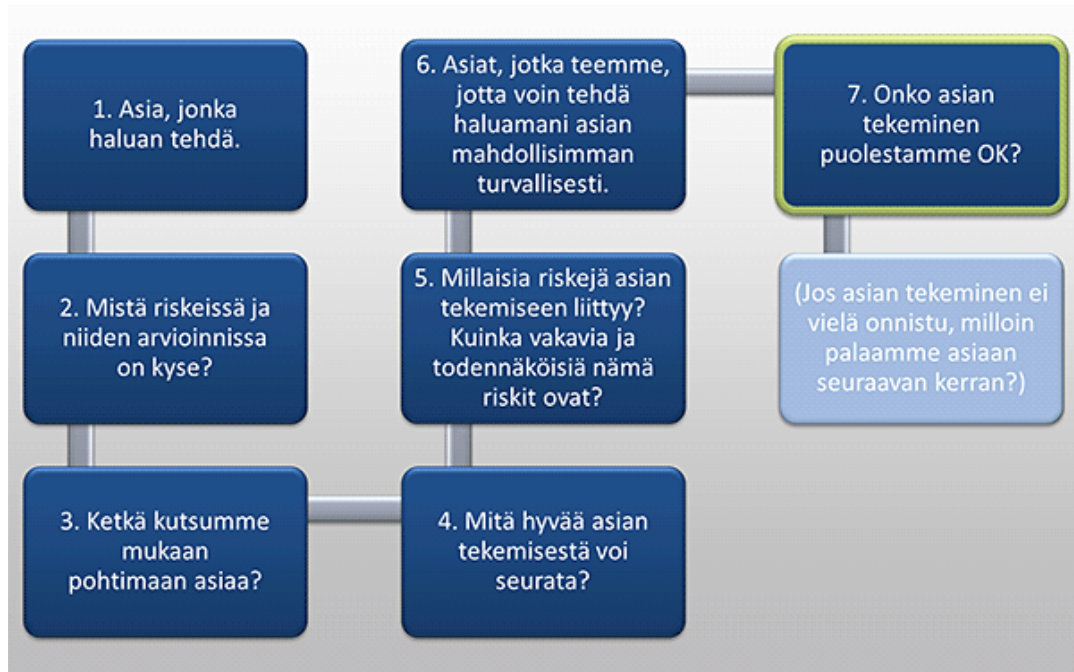 1. Asia, jonka
haluan tehdä.
2. Mistä riskeissä ja
niiden arvioinnissa
on kyse?
3. Ketkä kutsumme
mukaan
pohtimaan asiaa?
4. Mitä hyvää asian
tekemisestä voi
seurata?
5. Millaisia riskejä asian
tekemiseen liittyy?
Kuinka vakavia ja
todennäköisiä nämä
riskit ovat?
6. Asiat, jotka teemme,
jotta voin tehdä
haluamani asian
mahdollisimman
turvallisesti.
7. Onko asian
tekeminen
puolestamme OK?
(Jos asian tekeminen ei
vielä onnistu, milloin
palaamme asiaan
seuraavan kerran?)